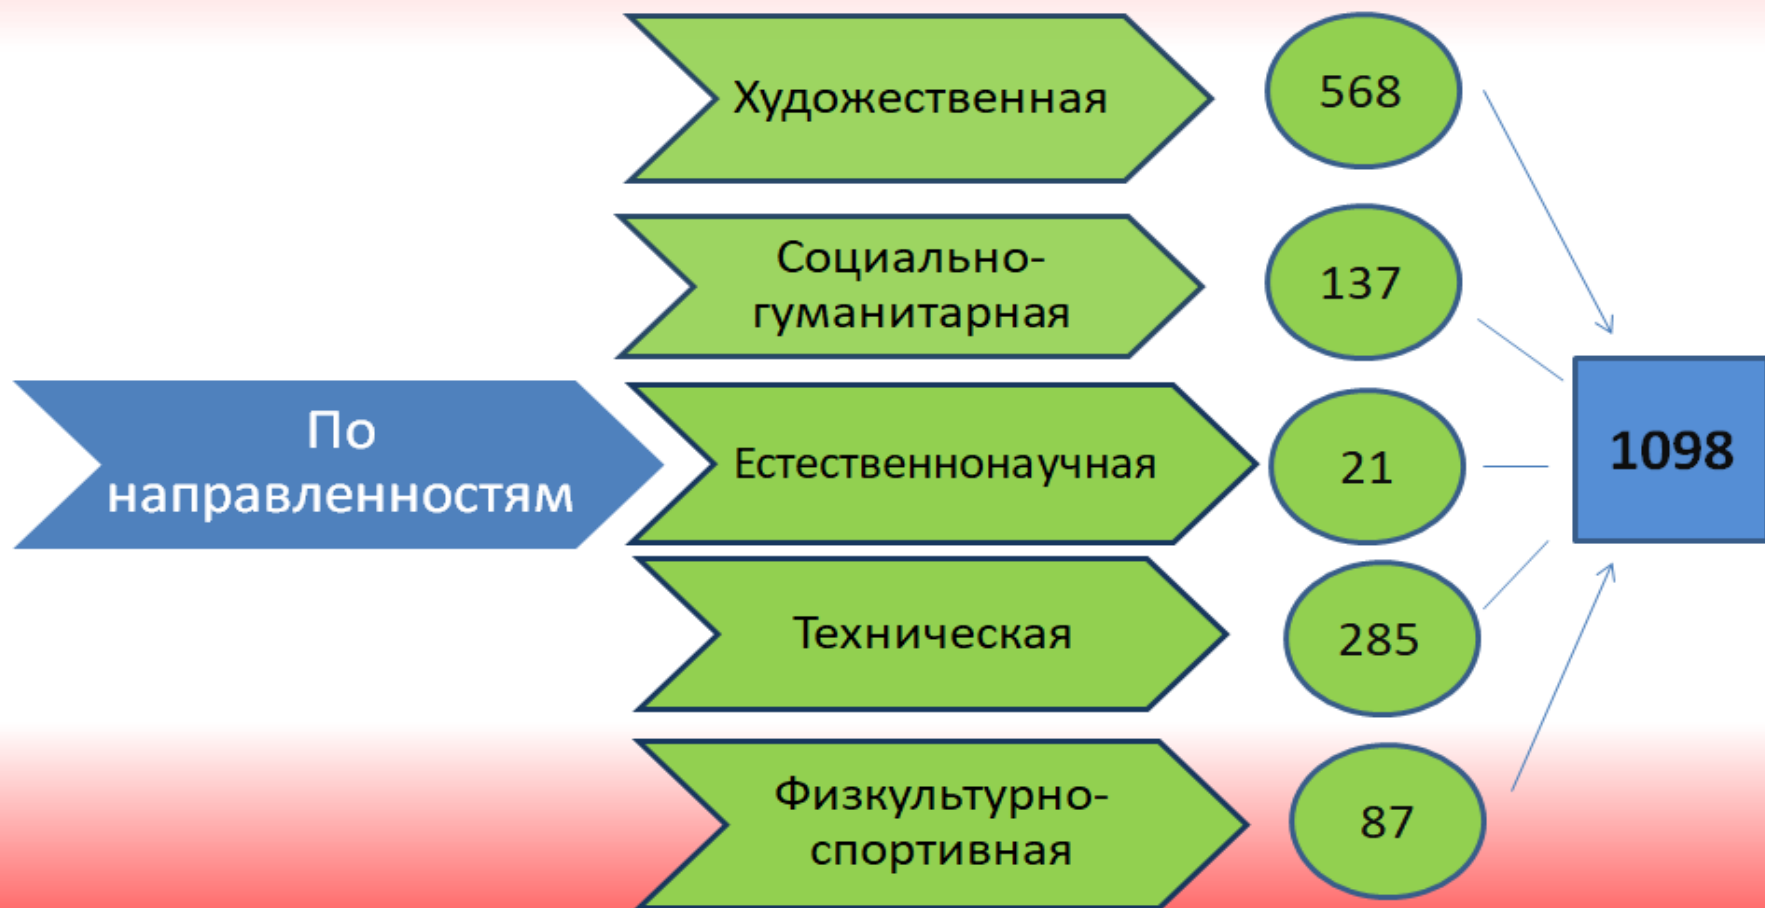 Художественная
568
Социально-
гуманитарная
137
По
направленностям
Естественнонаучная
21
1098
Техническая
285
Физкультурно-
спортивная
87